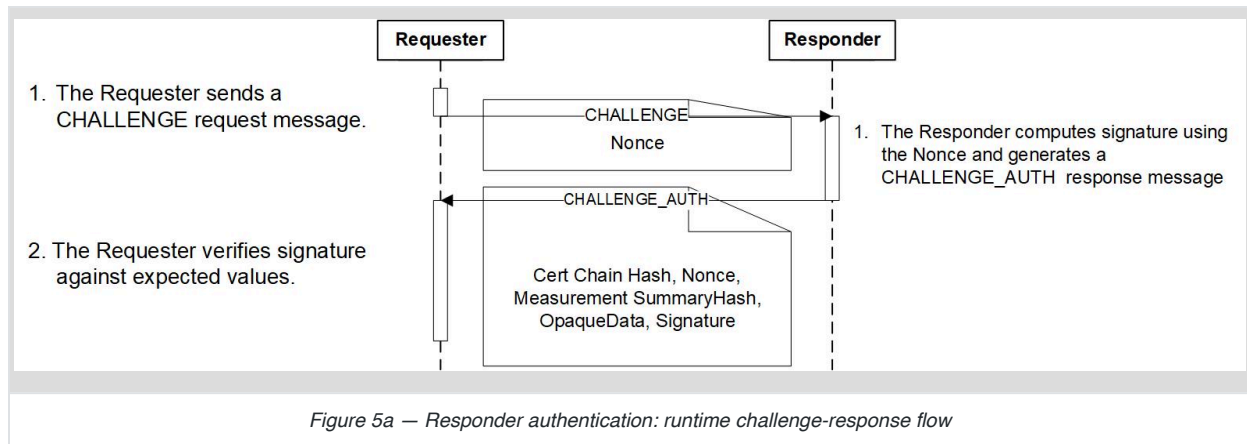 Requester
Responder
1. The Requester sends a
CHALLENGE request message.
CHALLENGE
Nonce
1. The Responder computes signature using
the Nonce and generates a
CHALLENGE_AUTH response message
CHALLENGE_AUTH
2. The Requester verifies signature
against expected values.
Cert Chain Hash, Nonce,
Measurement SummaryHash,
OpaqueData, Signature
Figure 5a — Responder authentication: runtime challenge-response flow